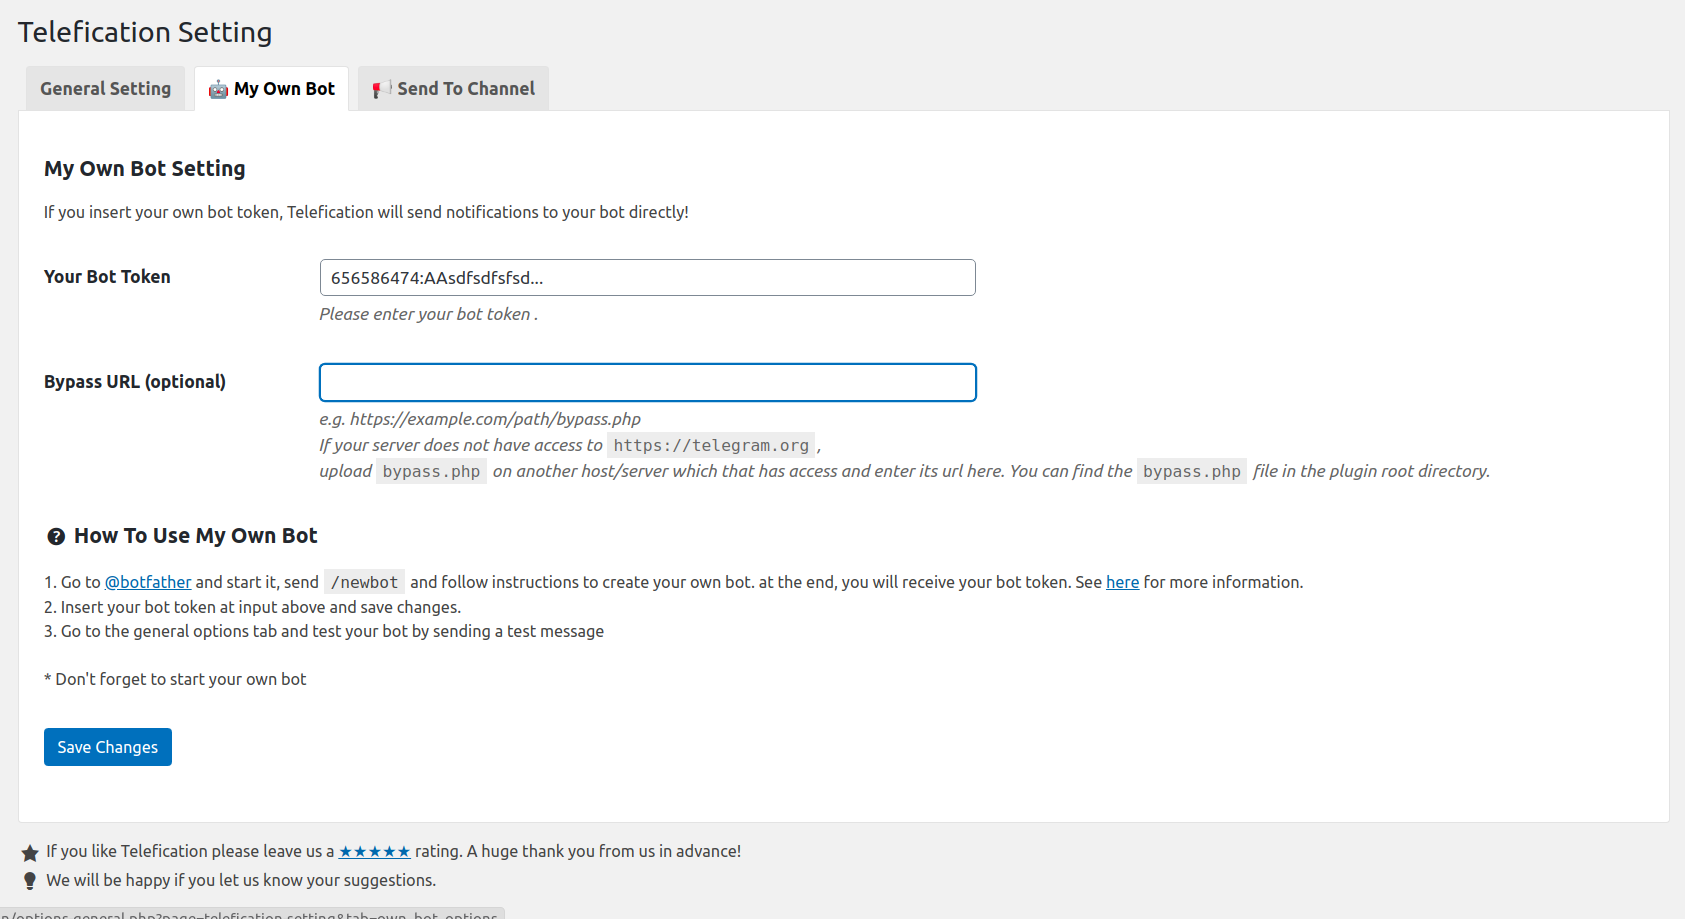 Telefication Setting
General Setting
My Own Bot
Send To Channel
My Own Bot Setting
If you insert your own bot token, Telefication will send notifications to your bot directly!
Your Bot Token
656586474:AAsdfsdfsfsd...
Please enter your bot token .
Bypass URL (optional)
e.g. https://example.com/path/bypass.php
If your server does not have access to https://telegram.org ,
upload bypass.php on another host/server which that has access and enter its url here. You can find the bypass.php file in the plugin root directory.
How To Use My Own Bot
1. Go to @botfather and start it, send /newbot and follow instructions to create your own bot. at the end, you will receive your bot token. See here for more information.
2. Insert your bot token at input above and save changes.
3. Go to the general options tab and test your bot by sending a test message
* Don't forget to start your own bot
Save Changes
If you like Telefication please leave us a ★★★★★ rating. A huge thank you from us in advance!
We will be happy if you let us know your suggestions.
n/options-general.php?page=telefication-setting&tab=own_bot_options